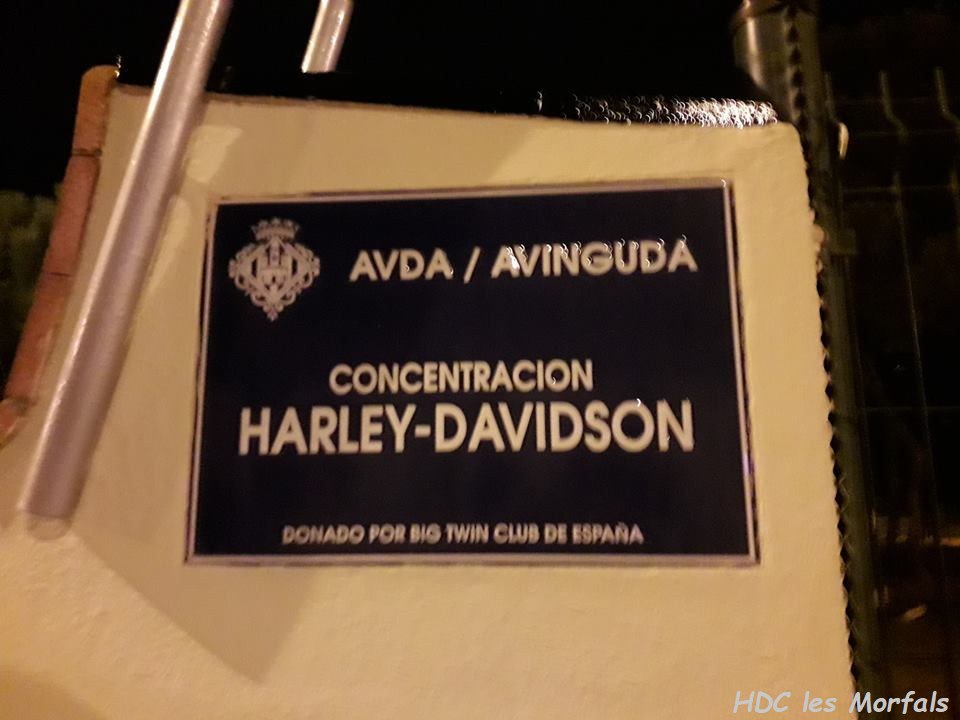 AVDA / AVINGUDA
CONCENTRACION
HARLEY-DAVIDSON
DONADO POR BIG TWIN CLUB DE ESPAÑA
HDC les Morfals